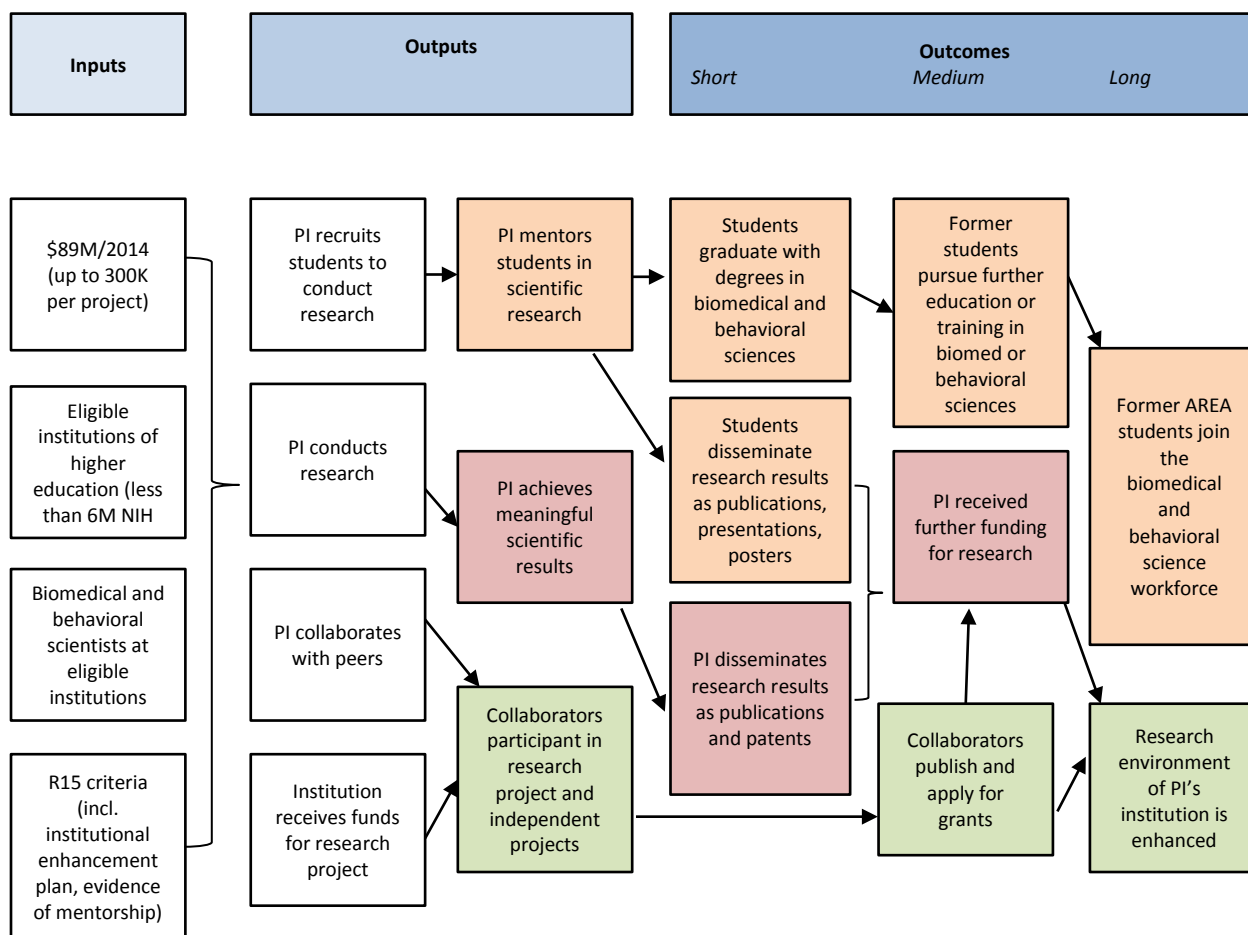 Inputs
Outputs
Outcomes
Short Medium Long
$89M/2014
(up to 300K
per project)
Eligible
institutions of
higher
education (less
than 6M NIH
Biomedical and
behavioral
scientists at
eligible
institutions
R15 criteria
(incl.
institutional
enhancement
plan, evidence
of mentorship)
PI recruits
students to
conduct
research
PI conducts
research
PI collaborates
with peers
Institution
receives funds
for research
project
PI mentors
students in
scientific
research
PI achieves
meaningful
scientific
results
Collaborators
participant in
research
project and
independent
projects
Students
graduate with
degrees in
biomedical and
behavioral
sciences
Students
disseminate
research results
as publications,
presentations,
posters
PI disseminates
research results
as publications
and patents
Former
students
pursue further
education or
training in
biomed or
behavioral
sciences
PI received
further funding
for research
Collaborators
publish and
apply for
grants
Former AREA
students join
the
biomedical
and
behavioral
science
workforce
Research
environment
of PI’s
institution is
enhanced